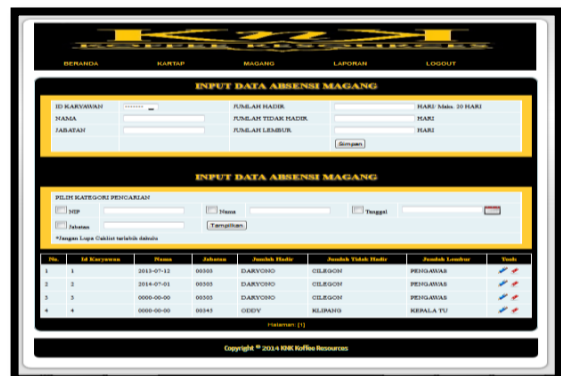 KnK
KOFFEE RESOURCES
BERANDA KARTAP MAGANG LAPORAN LOGOUT
INPUT DATA ABSENSI MAGANG
ID KARYAWAN JUMLAH HADIR HARI/ Maks. 20 HARI
NAMA JUMLAH TIDAK HADIR HARI
JABATAN JUMLAH LEMBUR HARI
Simpan
INPUT DATA ABSENSI MAGANG
PILIH KATEGORI PENCARIAN
NIP Nama Tanggal
Jabatan Tampilkan
*Jangan Lupa Ceklist terlebih dahulu
No. Id Karyawan Nama Jabatan Jumlah Hadir Jumlah Tidak Hadir Jumlah Lembur Tools
1 1 2013-07-12 00303 DARYONO CILEGON PENGAWAS
2 2 2014-07-01 00303 DARYONO CILEGON PENGAWAS
3 3 0000-00-00 00303 DARYONO CILEGON PENGAWAS
4 4 0000-00-00 00343 ODDY KLIPANG KEPALA TU
Halaman: [1]
Copyright © 2014 KNK Koffee Resources